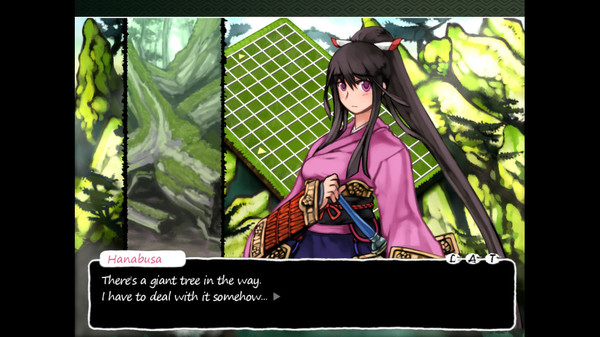 Hanabusa
L A T
There's a giant tree in the way.
I have to deal with it somehow...